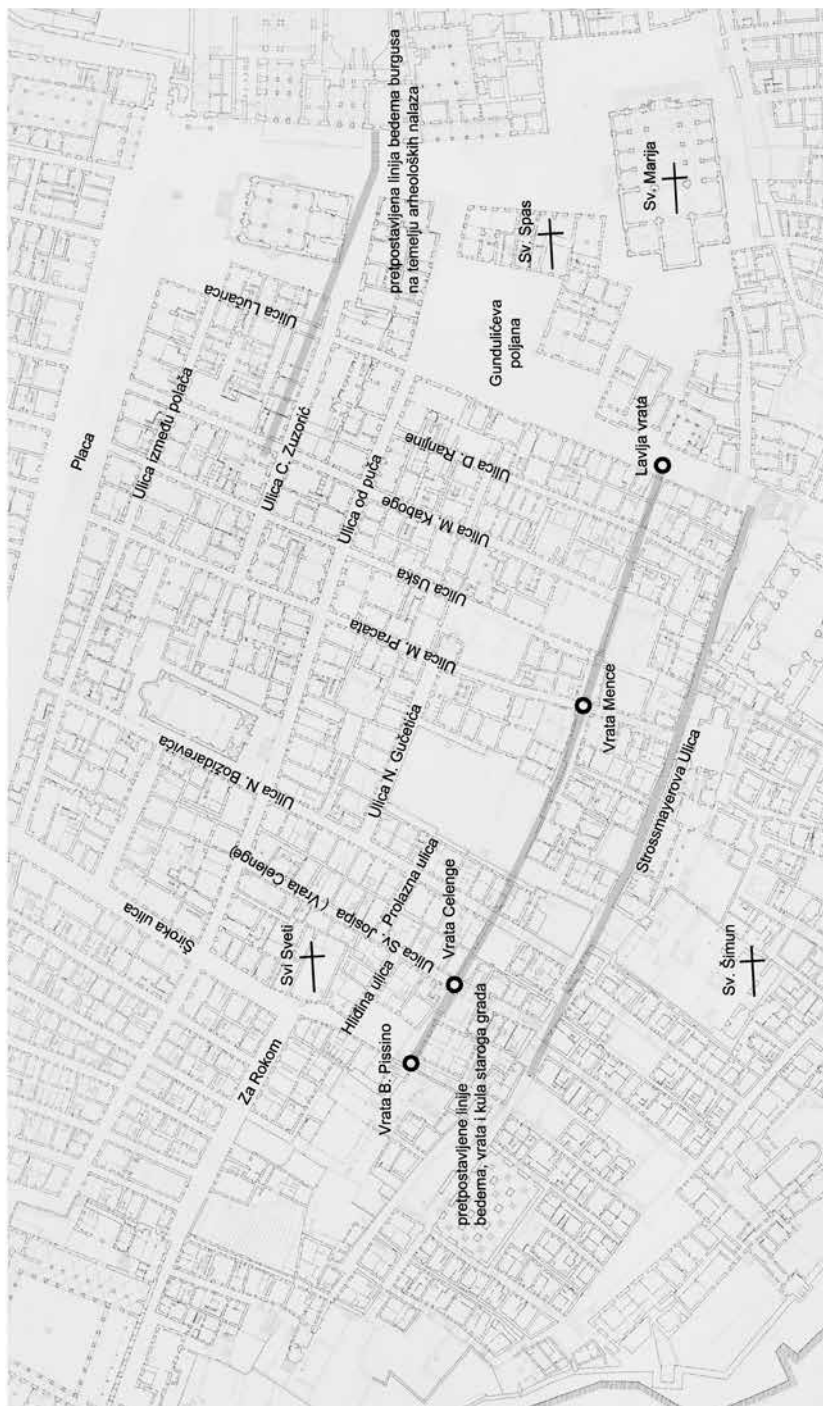 Placa
Ulica između polača
Ulica Lučarica
Ulica C. Zuzorić
pretpostavljena linija bedema burgusa
na temelju arheoloških nalaza
Široka ulica
Ulica N. Božidarevića
Ulica od puča
Sv. Spas
Sv. Marija
Gundulićeva
poljana
Ulica D. Ranjine
Ulica M. Kaboge
Ulica Uska
Ulica M. Pracata
Ulica Sv. Josipa (Vrata Celenge)
Svi Sveti
Za Rokom
Hliđina ulica
Prolazna ulica
Ulica N. Gučetića
Vrata B. Pissino
Vrata Celenge
Vrata Mence
Lavlja vrata
pretpostavljene linije
bedema, vrata i kula staroga grada
Strossmayerova Ulica
Sv. Šimun